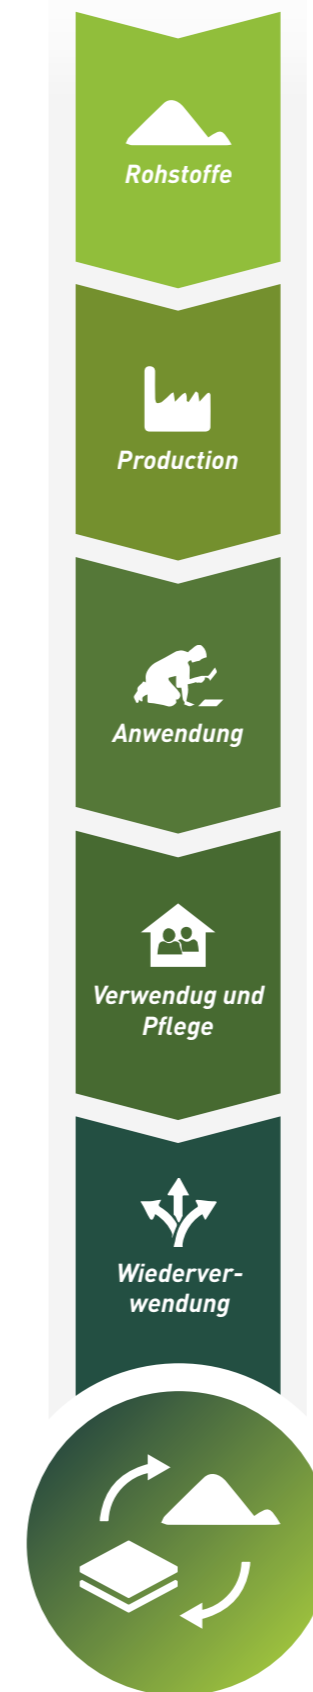 Rohstoffe
Production
Anwendung
Verwendug und
Pflege
Wiederver-
wendung